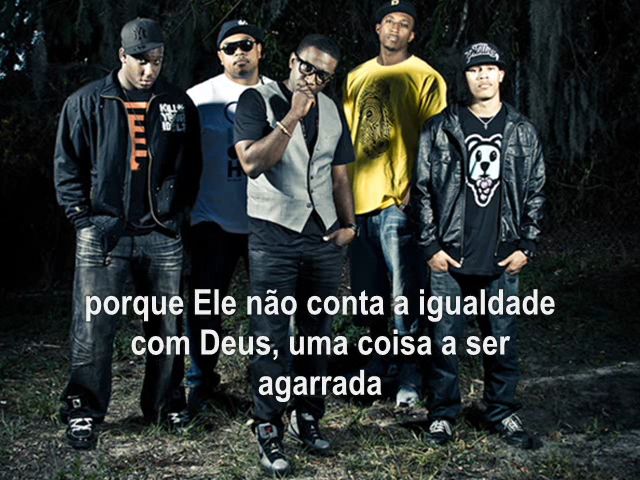 porque Ele não conta a igualdade
com Deus, uma coisa a ser
agarrada